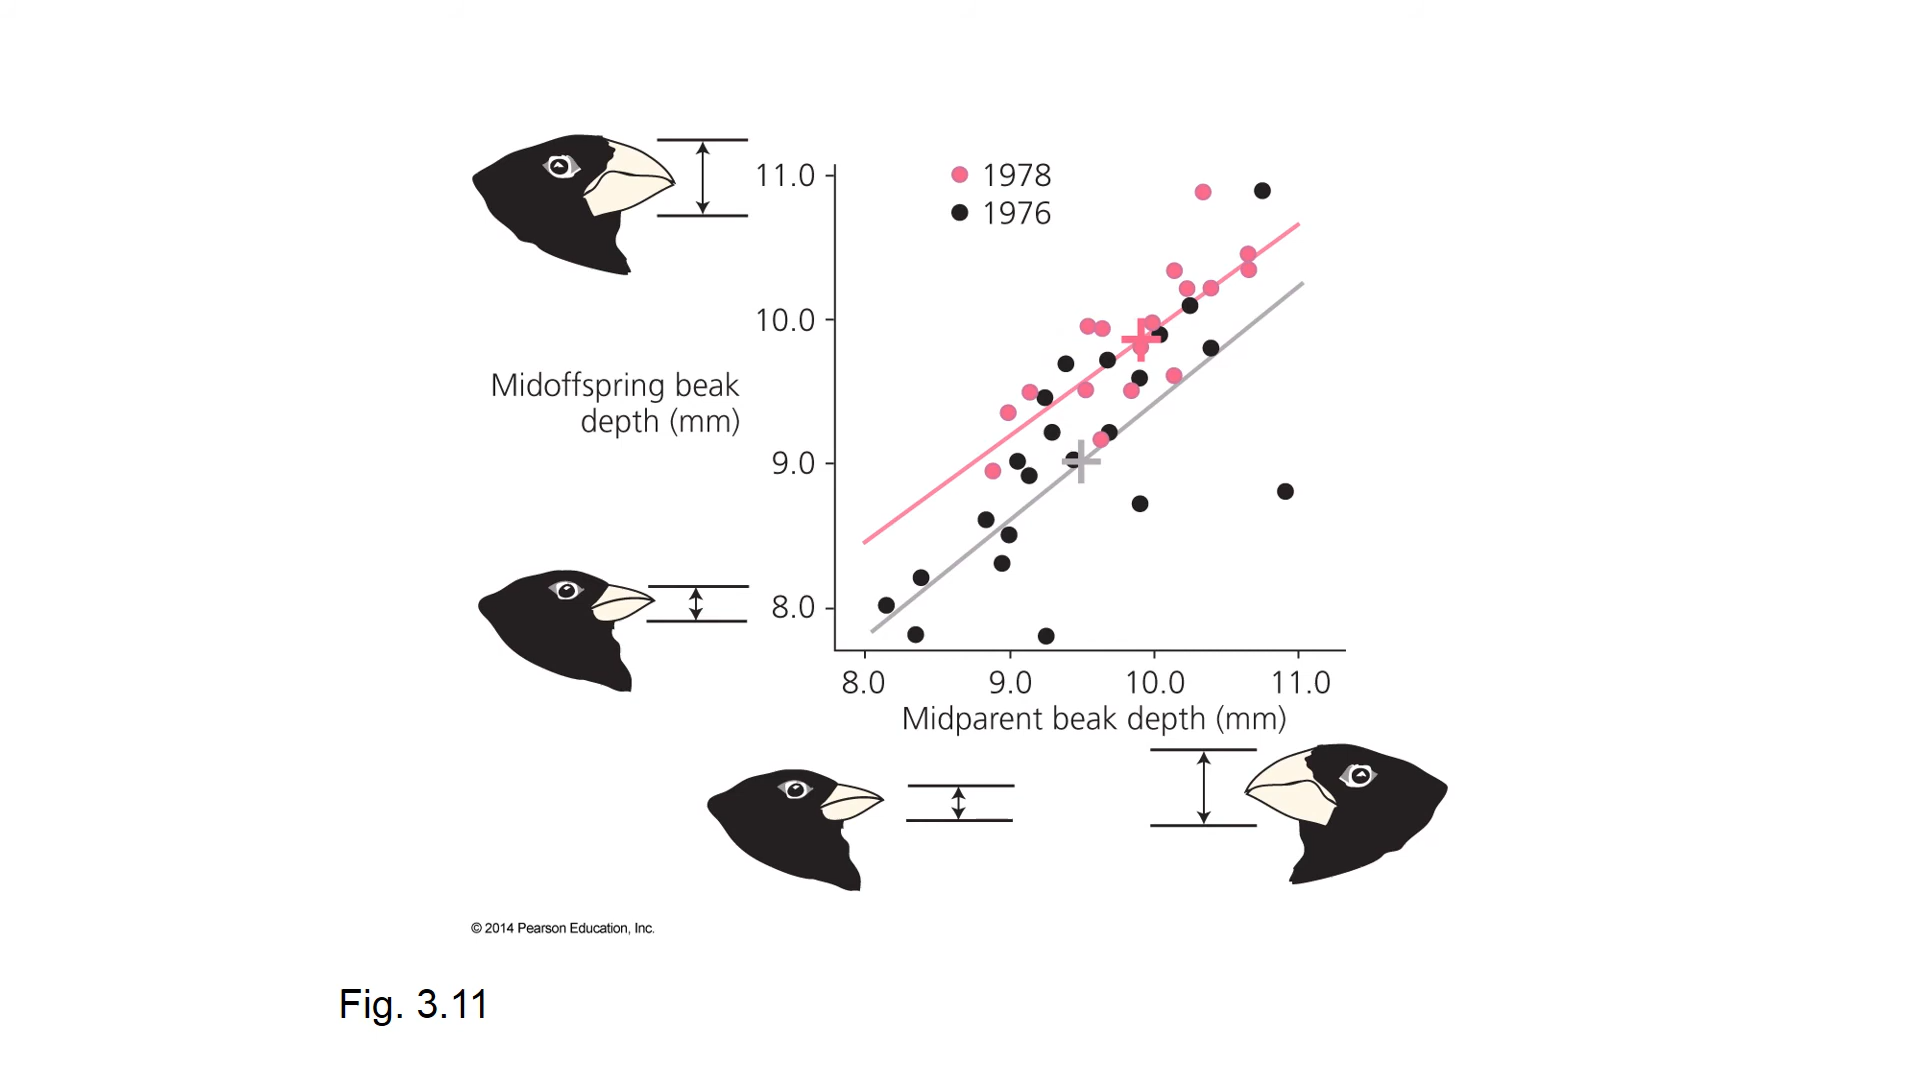 1978
1976
11.0
10.0
9.0
8.0
Midoffspring beak
depth (mm)
8.0 9.0 10.0 11.0
Midparent beak depth (mm)
© 2014 Pearson Education, Inc.
Fig. 3.11